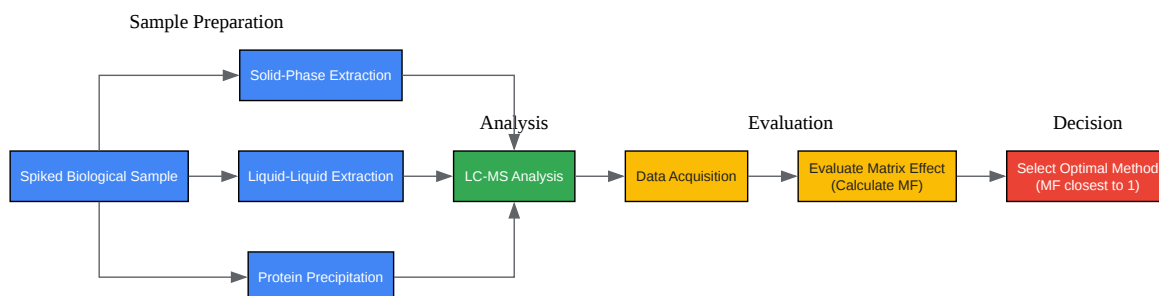 Sample Preparation
Solid-Phase Extraction
Analysis
Evaluation
Decision
Spiked Biological Sample
Liquid-Liquid Extraction
LC-MS Analysis
Data Acquisition
Evaluate Matrix Effect
(Calculate MF)
Select Optimal Method
(MF closest to 1)
Protein Precipitation